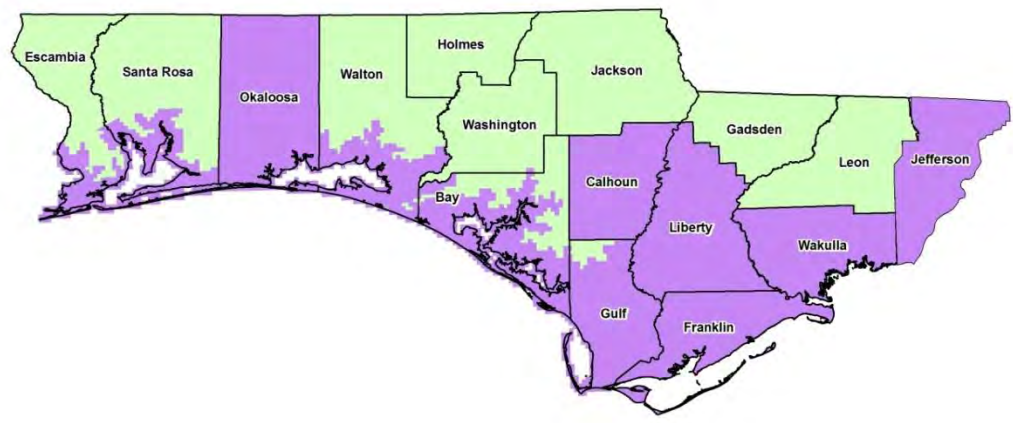 Escambia
Santa Rosa
Okaloosa
Walton
Holmes
Washington
Jackson
Bay
Calhoun
Gadsden
Leon
Jefferson
Liberty
Wakulla
Gulf
Franklin